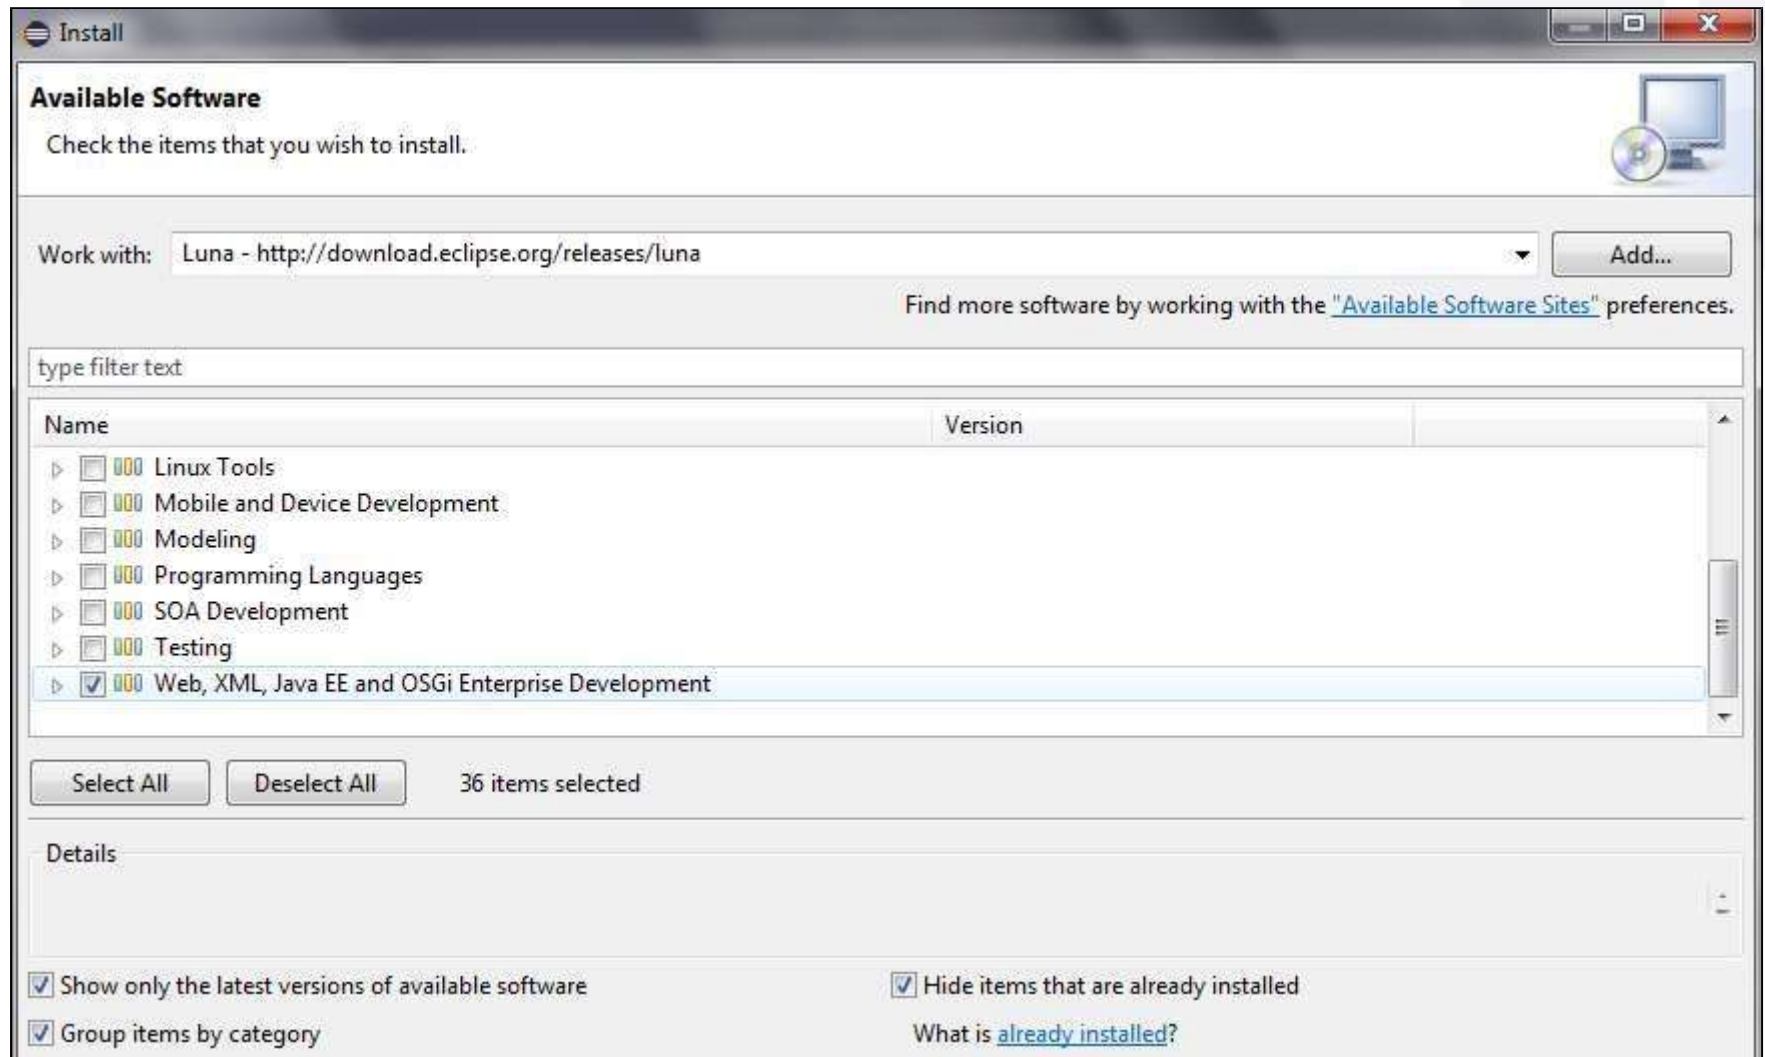 Install
Available Software
Check the items that you wish to install.
Work with: Luna - http://download.eclipse.org/releases/luna Add...
Find more software by working with the "Available Software Sites" preferences.
type filter text
Name Version
Linux Tools
Mobile and Device Development
Modeling
Programming Languages
SOA Development
Testing
Web, XML, Java EE and OSGi Enterprise Development
Select All Deselect All 36 items selected
Details
Show only the latest versions of available software Hide items that are already installed
Group items by category What is already installed?